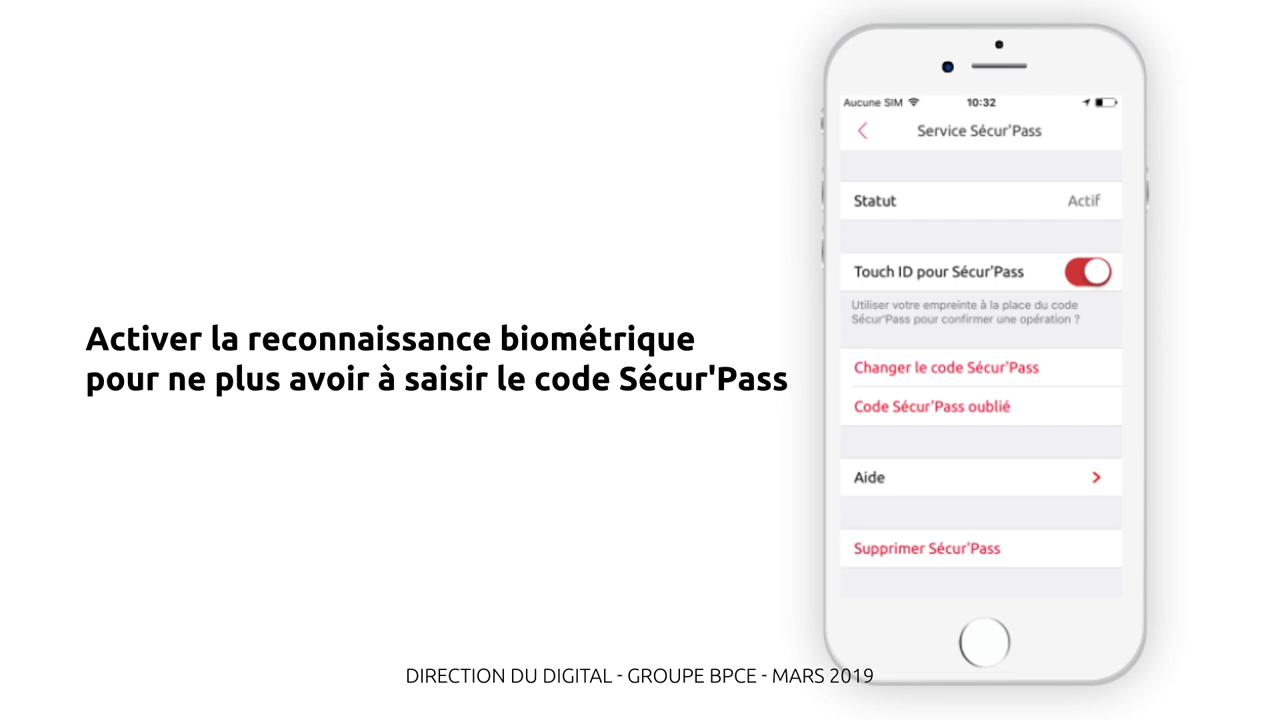 Aucune SIM 10:32
Service Sécur'Pass
Statut Actif
Touch ID pour Sécur'Pass
Utiliser votre empreinte à la place du code
Sécur'Pass pour confirmer une opération ?
Changer le code Sécur'Pass
Code Sécur'Pass oublié
Aide
Supprimer Sécur'Pass
Activer la reconnaissance biométrique
pour ne plus avoir à saisir le code Sécur'Pass
DIRECTION DU DIGITAL - GROUPE BPCE - MARS 2019